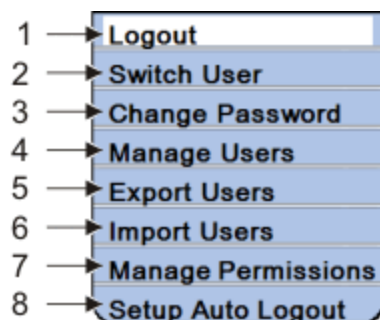 1 Logout
2 Switch User
3 Change Password
4 Manage Users
5 Export Users
6 Import Users
7 Manage Permissions
8 Setup Auto Logout